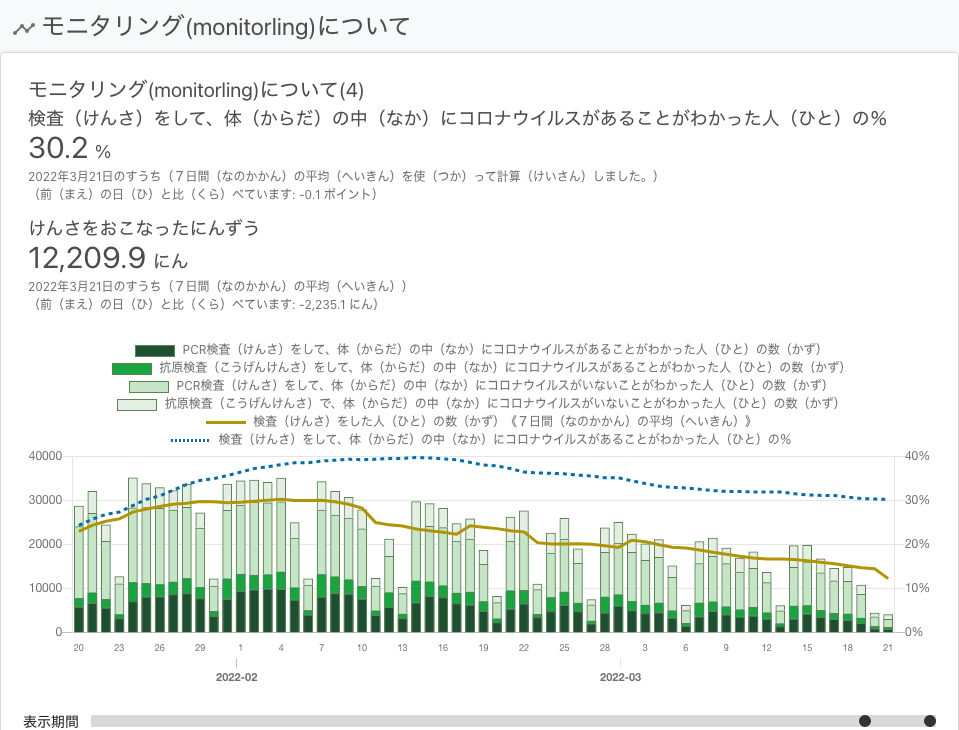 モニタリング(monitorling)について
モニタリング(monitorling)について(4)
検査（けんさ）をして、体（からだ）の中（なか）にコロナウイルスがあることがわかった人（ひと）の%
30.2 %
2022年3月21日のすうち（７日間（なのかかん）の平均（へいきん）を使（つか）って計算（けいさん）しました。）
（前（まえ）の日（ひ）と比（くら）べています: -0.1 ポイント）
けんさをおこなったにんずう
12,209.9 にん
2022年3月21日のすうち（７日間（なのかかん）の平均（へいきん））
（前（まえ）の日（ひ）と比（くら）べています: -2,235.1 にん）
PCR検査（けんさ）をして、体（からだ）の中（なか）にコロナウイルスがあることがわかった人（ひと）の数（かず）
抗原検査（こうげんけんさ）をして、体（からだ）の中（なか）にコロナウイルスがあることがわかった人（ひと）の数（かず）
PCR検査（けんさ）をして、体（からだ）の中（なか）にコロナウイルスがいないことがわかった人（ひと）の数（かず）
抗原検査（こうげんけんさ）で、体（からだ）の中（なか）にコロナウイルスがいないことがわかった人（ひと）の数（かず）
検査（けんさ）をした人（ひと）の数（かず）《７日間（なのかかん）の平均（へいきん）》
検査（けんさ）をして、体（からだ）の中（なか）にコロナウイルスがあることがわかった人（ひと）の%
40000 40%
30000 30%
20000 20%
10000 10%
0 0%
20 23 26 29 1 4 7 10 13 16 19 22 25 28 3 6 9 12 15 18 21
2022-02 2022-03
表示期間